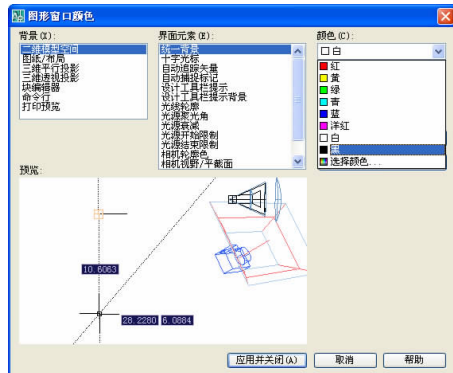 图形窗口颜色
背景(X):
二维模型空间
图纸/布局
三维平行投影
三维透视投影
块编辑器
命令行
打印预览
界面元素(E):
统一背景
十字光标
自动追踪矢量
自动捕捉标记
设计工具栏提示
设计工具栏提示背景
光线轮廓
光源聚光角
光源衰减
光源开始限制
光源结束限制
相机轮廓色
相机视野/平截面
颜色(C):
白
红
黄
绿
青
蓝
洋红
白
黑
选择颜色...
预览:
10.6063
28.2280 6.0884
应用并关闭(A)
取消
帮助